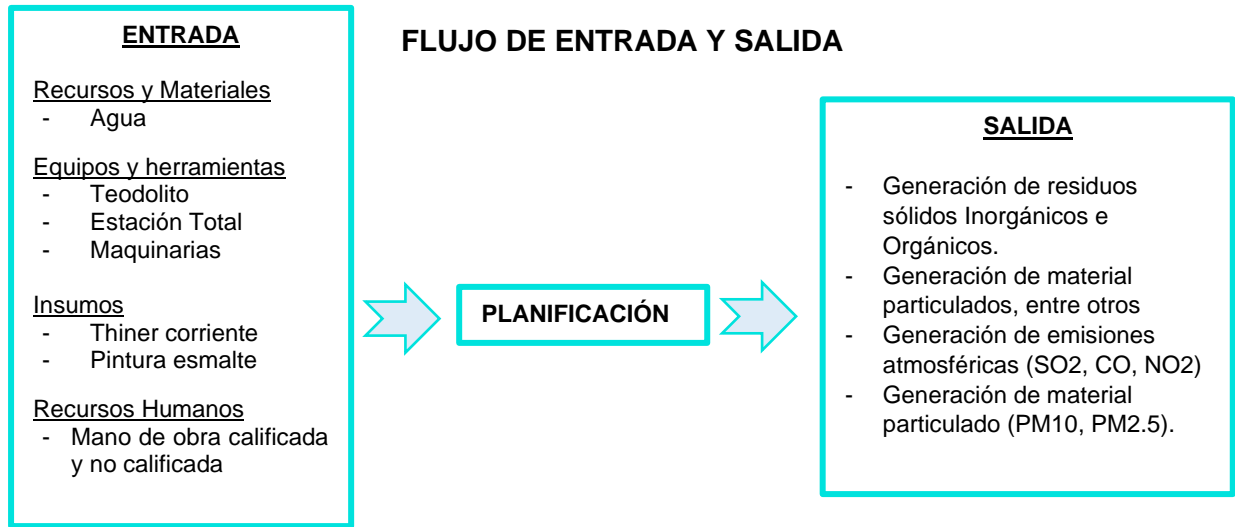 FLUJO DE ENTRADA Y SALIDA
ENTRADA
Recursos y Materiales
- Agua
Equipos y herramientas
- Teodolito
- Estación Total
- Maquinarias
Insumos
- Thiner corriente
- Pintura esmalte
Recursos Humanos
- Mano de obra calificada
y no calificada
PLANIFICACIÓN
SALIDA
- Generación de residuos
sólidos Inorgánicos e
Orgánicos.
- Generación de material
particulados, entre otros
- Generación de emisiones
atmosféricas (SO2, CO, NO2)
- Generación de material
particulado (PM10, PM2.5).